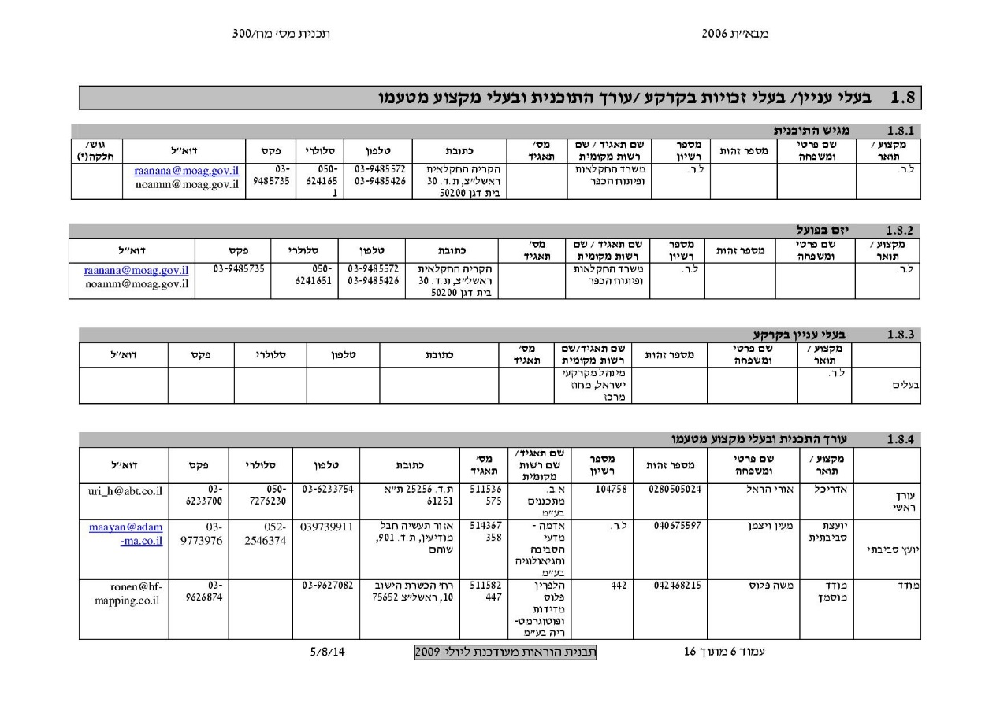 מבא״ת 2006
תכנית מס׳ מח/300
1.8 בעלי עניין/ בעלי זכויות בקרקע /עורך התוכנית ובעלי מקצוע מטעמו
1.8.1 מגיש התוכנית
מקצוע / תואר שם פרטי ומשפחה מספר זהות מספר רשיון שם תאגיד / שם רשות מקומית מס׳ תאגיד כתובת טלפון סלולרי פקס דוא״ל גוש/ חלקה(*)
ל.ר. ל.ר. משרד החקלאות הקריה החקלאית 03-9485572 050- 03- raanana@moag.gov.il
ופיתוח הכפר ראשל״צ, ת.ד. 30 03-9485426 624165 9485735 noamm@moag.gov.il
בית דגן 50200 1
1.8.2 יזם בפועל
מקצוע / תואר שם פרטי ומשפחה מספר זהות מספר רשיון שם תאגיד / שם רשות מקומית מס׳ תאגיד כתובת טלפון סלולרי פקס דוא״ל
ל.ר. ל.ר. משרד החקלאות הקריה החקלאית 03-9485572 050- 03-9485735 raanana@moag.gov.il
ופיתוח הכפר ראשל״צ, ת.ד. 30 03-9485426 6241651 noamm@moag.gov.il
בית דגן 50200
1.8.3 בעלי עניין בקרקע
מקצוע / תואר שם פרטי ומשפחה מספר זהות שם תאגיד/שם רשות מקומית מס׳ תאגיד כתובת טלפון סלולרי פקס דוא״ל
ל.ר. מינהל מקרקעי
בעלים ישראל, מחוז
מרכז
1.8.4 עורך התכנית ובעלי מקצוע מטעמו
מקצוע / תואר שם פרטי ומשפחה מספר זהות מספר רשיון שם תאגיד/ שם רשות מקומית מס׳ תאגיד כתובת טלפון סלולרי פקס דוא״ל
עורך אדריכל אורי הראל 0280505024 104758 א.ב. 511536 ת.ד. 25256 ת״א 03-6233754 050- 03- uri_h@abt.co.il
ראשי מתכננים 575 61251 7276230 6233700
בע״מ
יועץ סביבתי יועצת מעין ויצמן 040675597 ל.ר. אדמה - 514367 אזור תעשיה חבל 039739911 052- 03- maayan@adam
סביבתית מדעי 358 מודיעין, ת.ד. 901, 2546374 9773976 -ma.co.il
הסביבה שוהם
והגיאולוגיה
בע״מ
מודד מודד משה פלוס 042468215 442 הלפרין 511582 רח׳ הכשרת הישוב 03-9627082 03- ronen@hf-
מוסמך פלוס 447 10, ראשל״צ 75652 9626874 mapping.co.il
מדידות
ופוטוגרמט-
ריה בע״מ
עמוד 6 מתוך 16
תבנית הוראות מעודכנת ליולי 2009
5/8/14